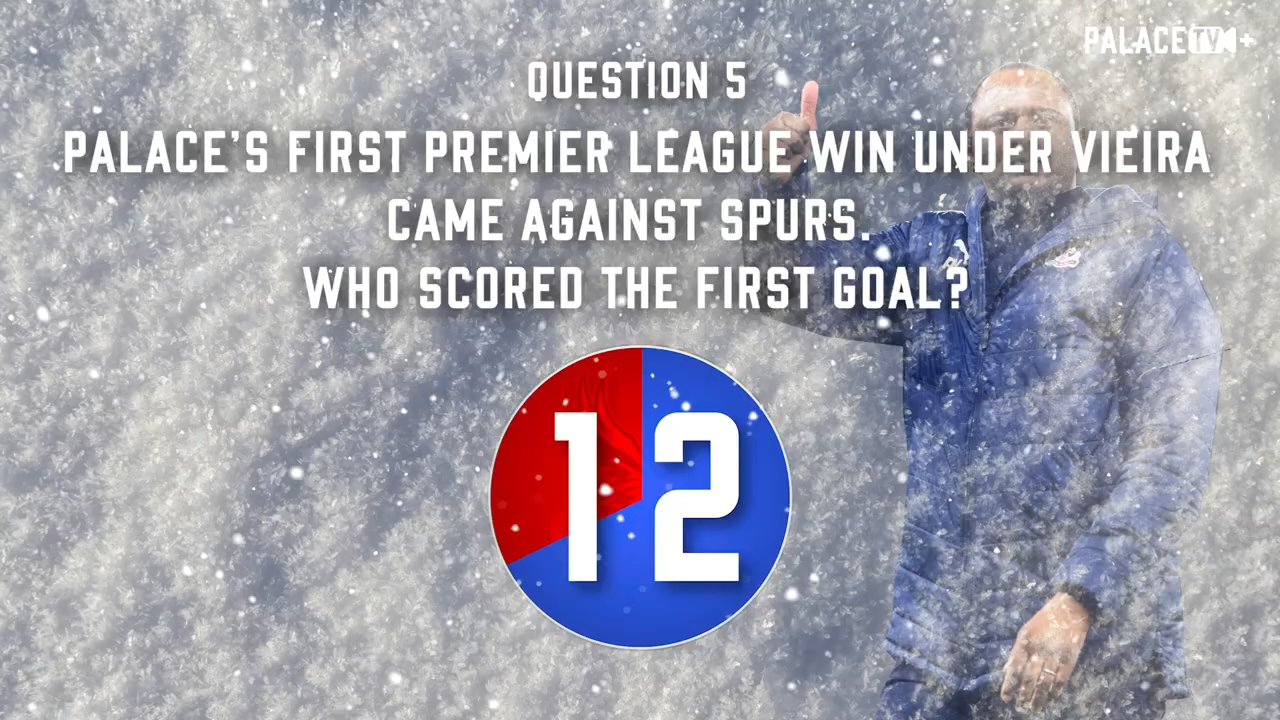 PALACETV+
QUESTION 5
PALACE'S FIRST PREMIER LEAGUE WIN UNDER VIEIRA
CAME AGAINST SPURS.
WHO SCORED THE FIRST GOAL?
12